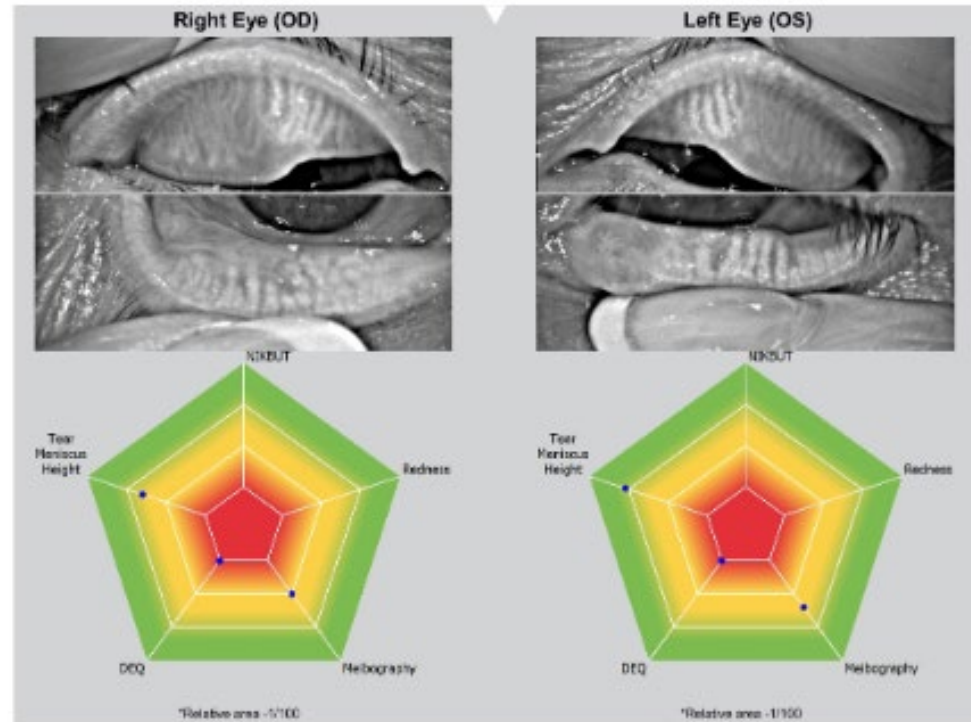 Right Eye (OD)
Left Eye (OS)
NIKBUT
NIKBUT
Tear
Meniscus
Height
Redness
Tear
Meniscus
Height
Redness
DEQ
Meibography
DEQ
Meibography
*Relative area -1/100
*Relative area -1/100